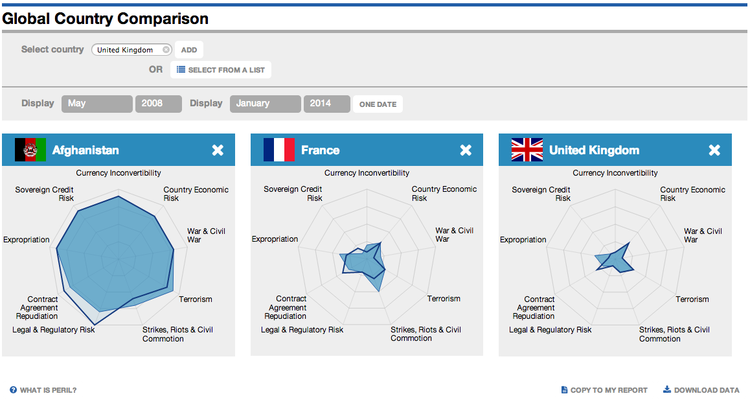 Global Country Comparison
Select country United Kingdom ADD
OR SELECT FROM A LIST
Display May 2008 Display January 2014 ONE DATE
Afghanistan
Currency Inconvertibility
Sovereign Credit
Risk
Country Economic
Risk
Expropriation
War & Civil
War
Contract
Agreement
Repudiation
Terrorism
Legal & Regulatory Risk
Strikes, Riots & Civil
Commotion
France
Currency Inconvertibility
Sovereign Credit
Risk
Country Economic
Risk
Expropriation
War & Civil
War
Contract
Agreement
Repudiation
Terrorism
Legal & Regulatory Risk
Strikes, Riots & Civil
Commotion
United Kingdom
Currency Inconvertibility
Sovereign Credit
Risk
Country Economic
Risk
Expropriation
War & Civil
War
Contract
Agreement
Repudiation
Terrorism
Legal & Regulatory Risk
Strikes, Riots & Civil
Commotion
WHAT IS PERIL?
COPY TO MY REPORT DOWNLOAD DATA